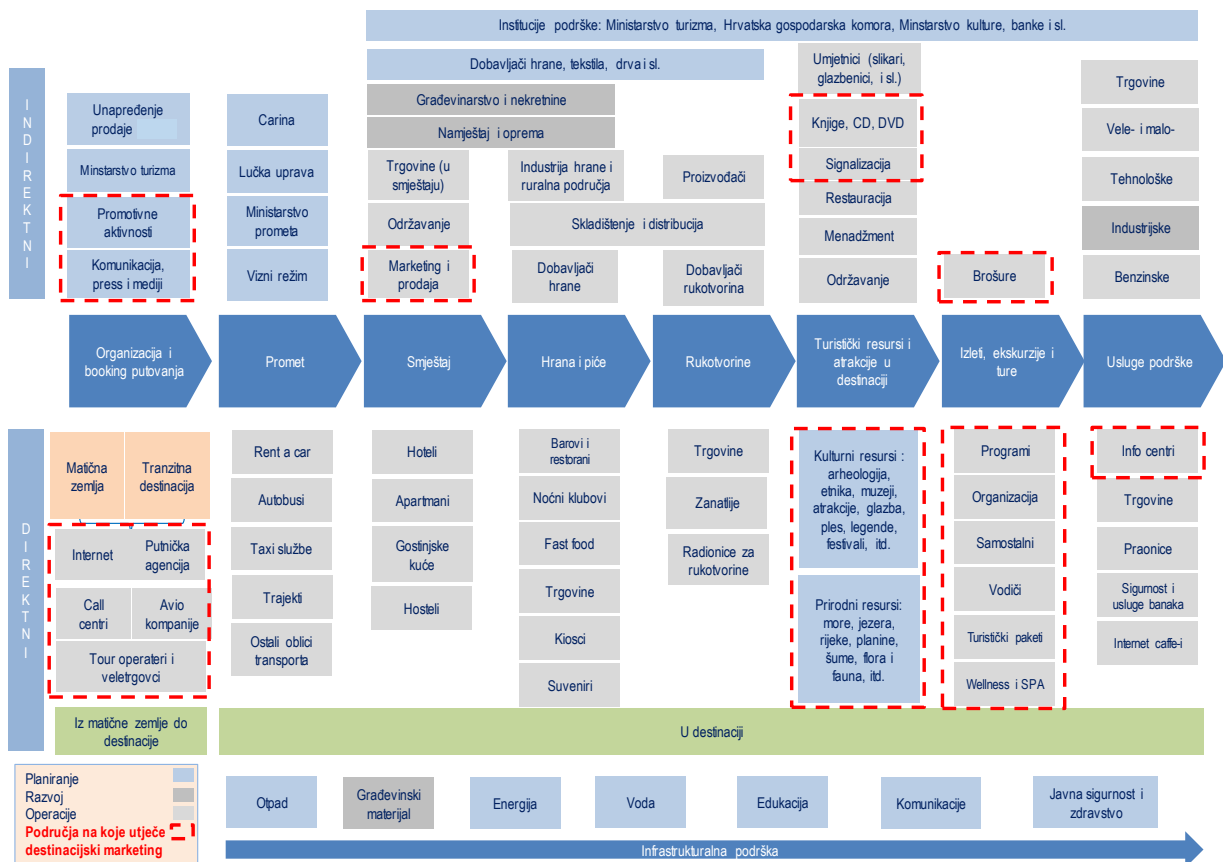 Institucije podrške: Ministarstvo turizma, Hrvatska gospodarska komora, Minstarstvo kulture, banke i sl.
Dobavljači hrane, tekstila, drva i sl.
INDIREKTNI
Unapređenje
prodaje
Minstarstvo turizma
Promotivne
aktivnosti
Komunikacija,
press i mediji
Carina
Lučka uprava
Ministarstvo
prometa
Vizni režim
Građevinarstvo i nekretnine
Namještaj i oprema
Trgovine (u
smještaju)
Održavanje
Marketing i
prodaja
Industrija hrane i
ruralna područja
Proizvođači
Skladištenje i distribucija
Dobavljači
hrane
Dobavljači
rukotvorina
Umjetnici (slikari,
glazbenici, i sl.)
Knjige, CD, DVD
Signalizacija
Restauracija
Menadžment
Održavanje
Brošure
Trgovine
Vele- i malo-
Tehnološke
Industrijske
Benzinske
Organizacija i
booking putovanja
Promet
Smještaj
Hrana i piće
Rukotvorine
Turistički resursi i
atrakcije u
destinaciji
Izleti, ekskurzije i
ture
Usluge podrške
DIREKTNI
Matična
zemlja
Tranzitna
destinacija
Internet
Putnička
agencija
Call
centri
Avio
kompanije
Tour operateri i
veletrgovci
Rent a car
Autobusi
Taxi službe
Trajekti
Ostali oblici
transporta
Hoteli
Apartmani
Gostinjske
kuće
Hosteli
Barovi i
restorani
Noćni klubovi
Fast food
Trgovine
Kiosci
Suveniri
Trgovine
Zanatlije
Radionice za
rukotvorine
Kulturni resursi :
arheologija,
etnika, muzeji,
atrakcije, glazba,
ples, legende,
festivali, itd.
Prirodni resursi:
more, jezera,
rijeke, planine,
šume, flora i
fauna, itd.
Programi
Organizacija
Samostalni
Vodiči
Turistički paketi
Wellness i SPA
Info centri
Trgovine
Praonice
Sigurnost i
usluge banaka
Internet caffe-i
Iz matične zemlje do
destinacije
U destinaciji
Planiranje
Razvoj
Operacije
Područja na koje utječe
destinacijski marketing
Otpad
Građevinski
materijal
Energija
Voda
Edukacija
Komunikacije
Javna sigurnost i
zdravstvo
Infrastrukturalna podrška